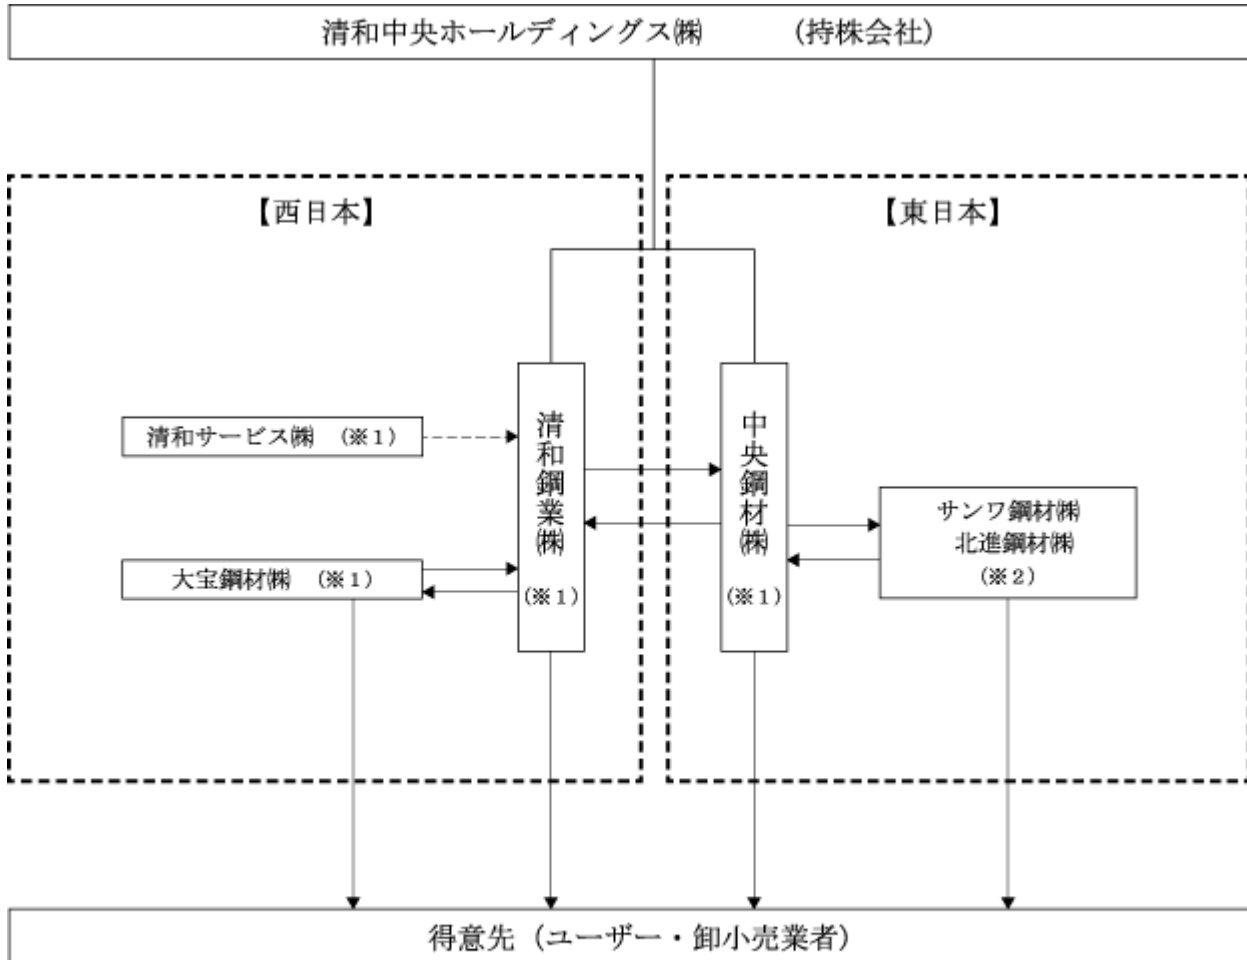 清和中央ホールディングス㈱ (持株会社)
【西日本】
【東日本】
清和サービス㈱ (※1)
大宝鋼材㈱ (※1)
清和鋼業㈱
(※1)
中央鋼材㈱
(※1)
サンワ鋼材㈱
北進鋼材㈱
(※2)
得意先 (ユーザー・卸小売業者)